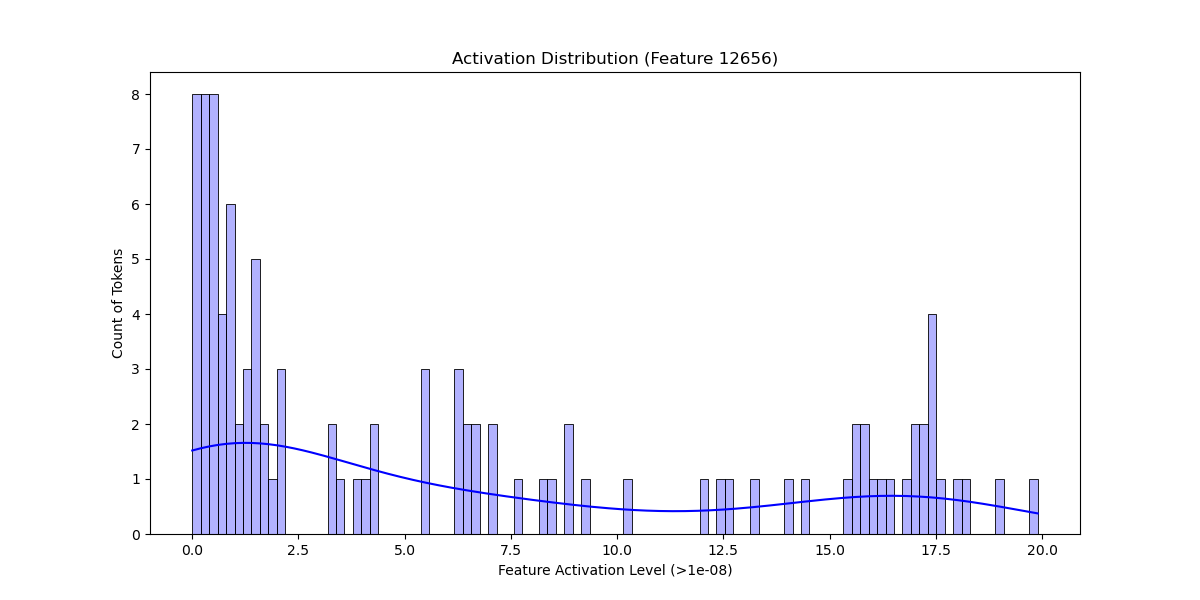 Activation Distribution (Feature 12656)
Count of Tokens
8
7
6
5
4
3
2
1
0
0.0 2.5 5.0 7.5 10.0 12.5 15.0 17.5 20.0
Feature Activation Level (>1e-08)